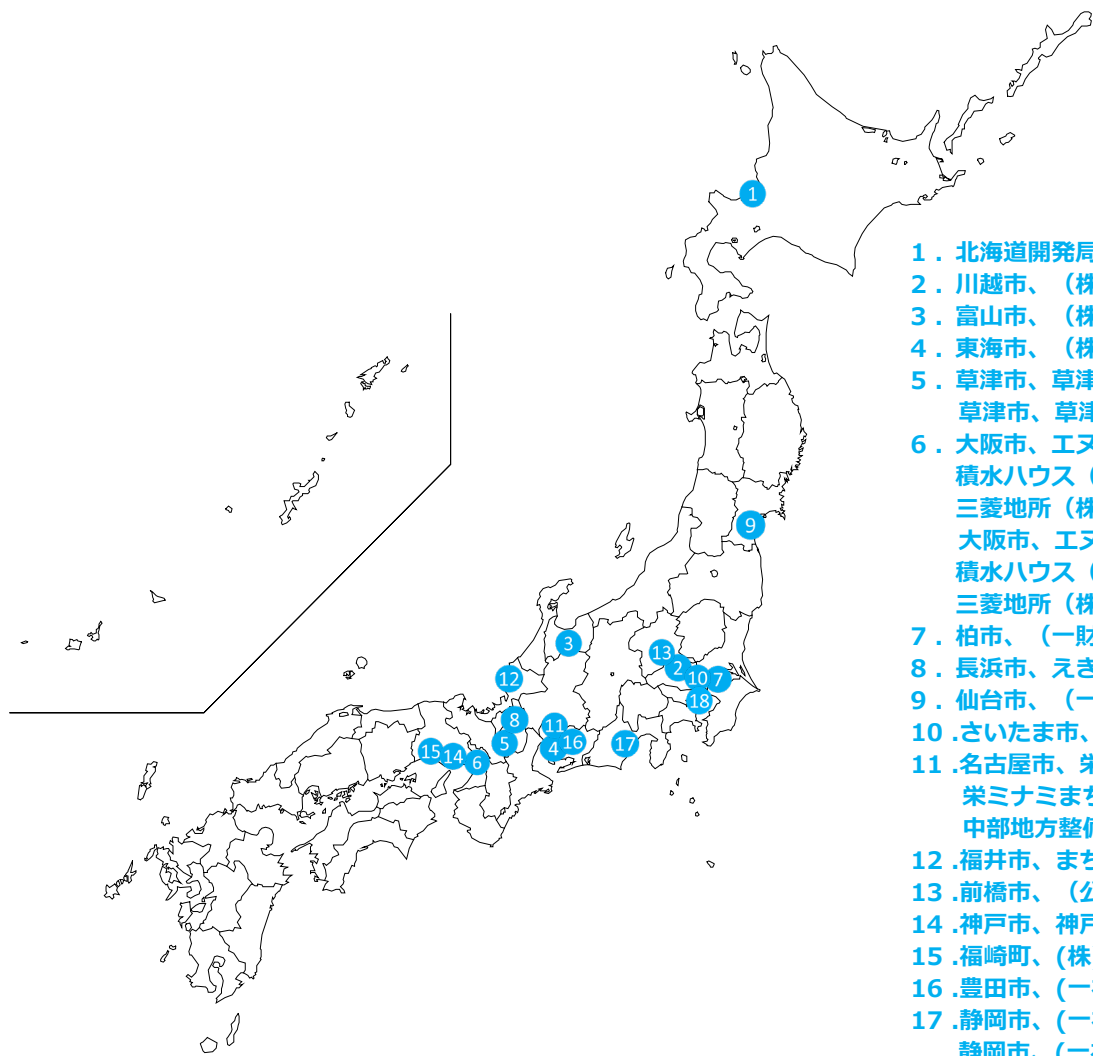 1
9
3
13
2
12
10
7
18
8
11
16
5
4
17
15
14
6
1．北海道開発局
2．川越市、（株
3．富山市、（株
4．東海市、（株
5．草津市、草津
草津市、草津
6．大阪市、エヌ
積水ハウス（
三菱地所（株
大阪市、エヌ
積水ハウス（
三菱地所（株
7．柏市、（一財
8．長浜市、えき
9．仙台市、（一
10.さいたま市、
11.名古屋市、栄
栄ミナミまち
中部地方整備
12.福井市、まち
13.前橋市、（公
14.神戸市、神戸
15.福崎町、(株
16.豊田市、(一
17.静岡市、(一
静岡市、(一